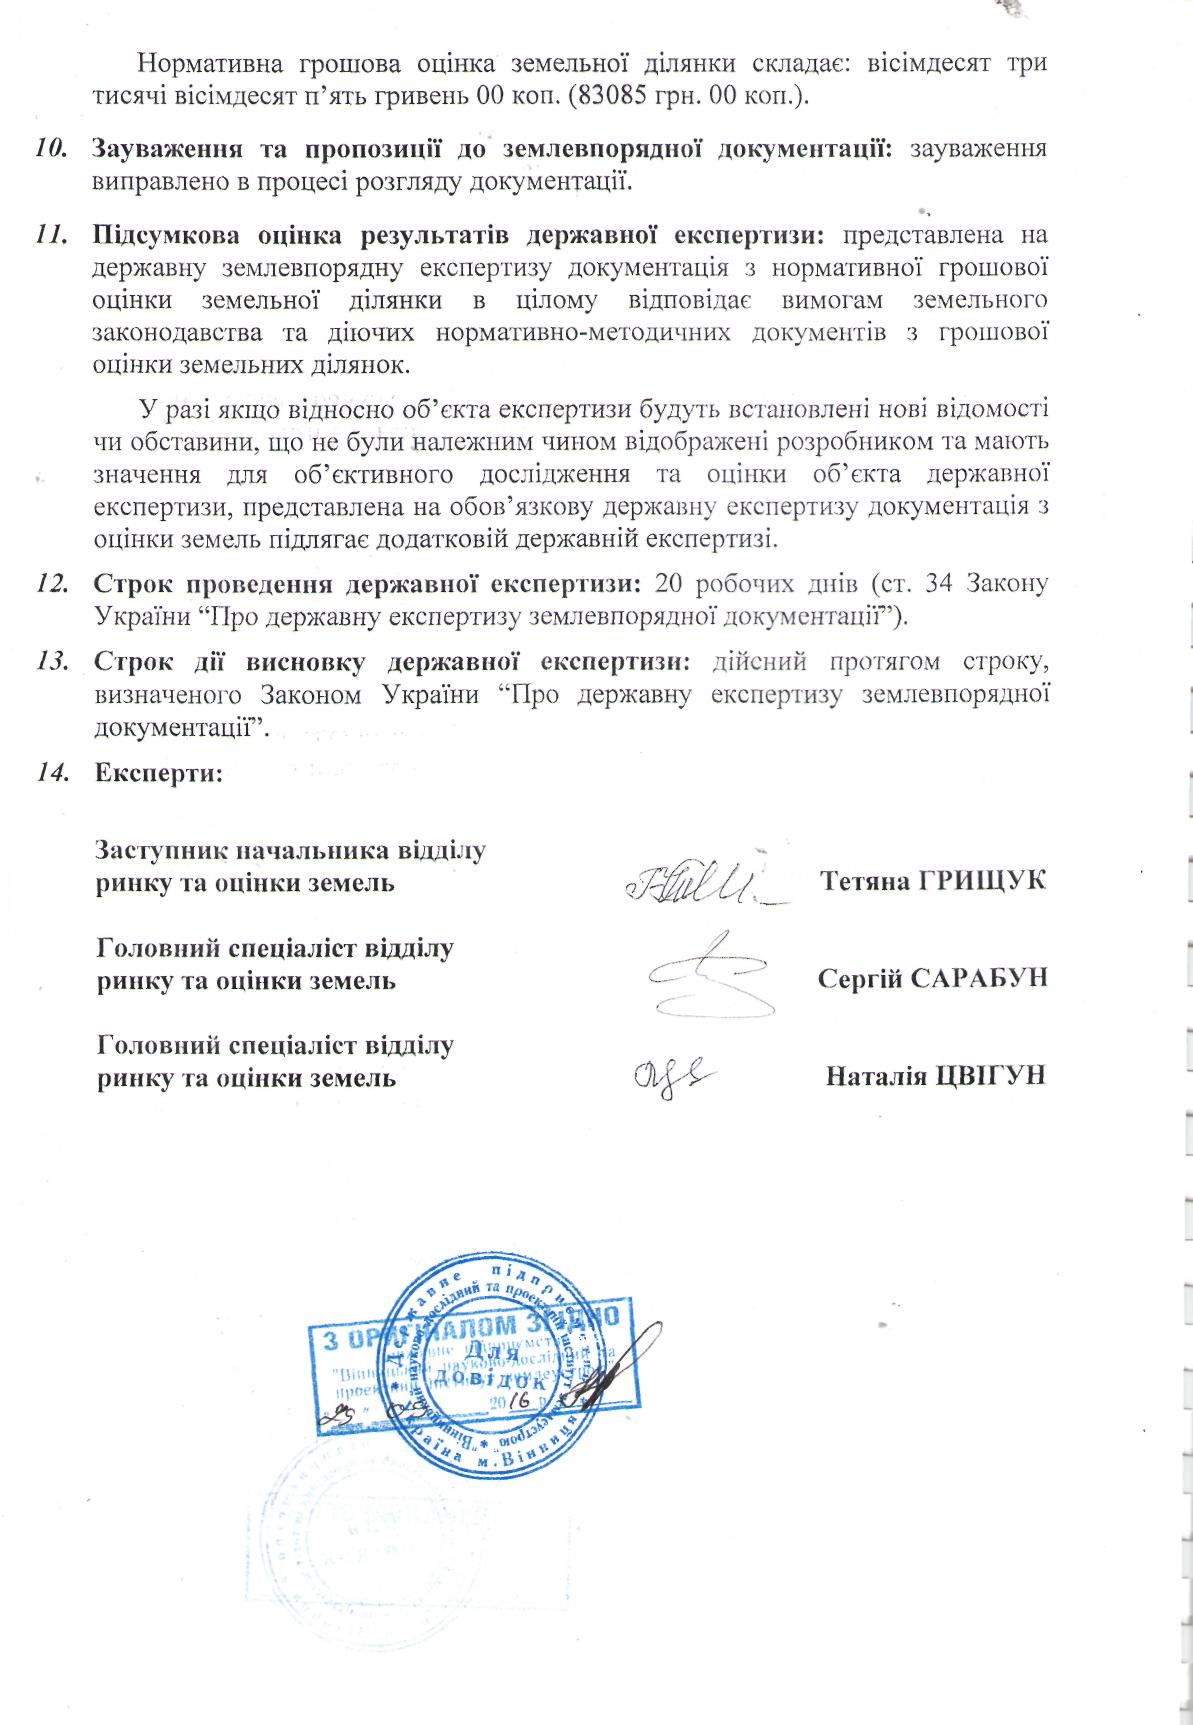 Нормативна грошова оцінка земельної ділянки складає: вісімдесят три
тисячі вісімдесят п’ять гривень 00 коп. (83085 грн. 00 коп.).
10. Зауваження та пропозиції до землевпорядної документації: зауваження
виправлено в процесі розгляду документації.
11. Підсумкова оцінка результатів державної експертизи: представлена на
державну землевпорядну експертизу документація з нормативної грошової
оцінки земельної ділянки в цілому відповідає вимогам земельного
законодавства та діючих нормативно-методичних документів з грошової
оцінки земельних ділянок.
У разі якщо відносно об’єкта експертизи будуть встановлені нові відомості
чи обставини, що не були належним чином відображені розробником та мають
значення для об’єктивного дослідження та оцінки об’єкта державної
експертизи, представлена на обов’язкову державну експертизу документація з
оцінки земель підлягає додатковій державній експертизі.
12. Строк проведення державної експертизи: 20 робочих днів (ст. 34 Закону
України “Про державну експертизу землевпорядної документації”).
13. Строк дії висновку державної експертизи: дійсний протягом строку,
визначеного Законом України “Про державну експертизу землевпорядної
документації”.
14. Експерти:
Заступник начальника відділу
ринку та оцінки земель Тетяна ГРИЩУК
Головний спеціаліст відділу
ринку та оцінки земель Сергій САРАБУН
Головний спеціаліст відділу
ринку та оцінки земель Наталія ЦВІГУН
З ОРИГІНАЛОМ ЗГІДНО
Для
довідок
2016 р.